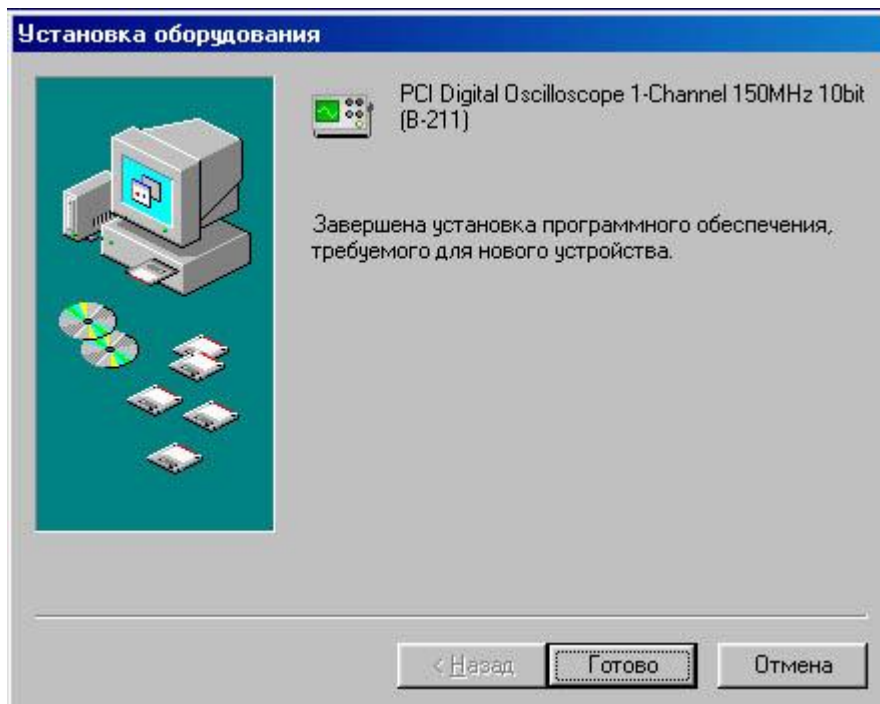 Установка оборудования
PCI Digital Oscilloscope 1-Channel 150MHz 10bit
(B-211)
Завершена установка программного обеспечения,
требуемого для нового устройства.
< Назад
Готово
Отмена